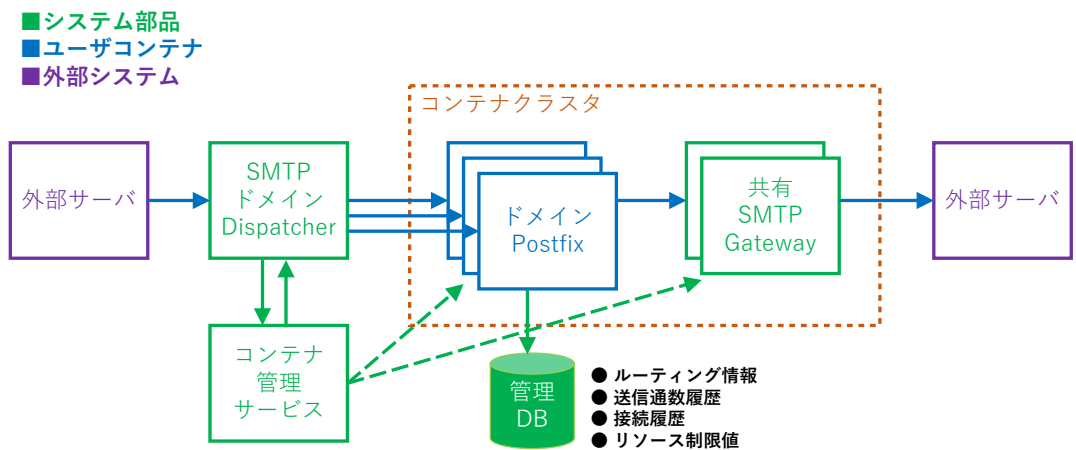 ■システム部品
■ユーザコンテナ
■外部システム
コンテナクラスタ
外部サーバ
SMTP
ドメイン
Dispatcher
ドメイン
Postfix
共有
SMTP
Gateway
外部サーバ
コンテナ
管理
サービス
管理
DB
● ルーティング情報
● 送信通数履歴
● 接続履歴
● リソース制限値